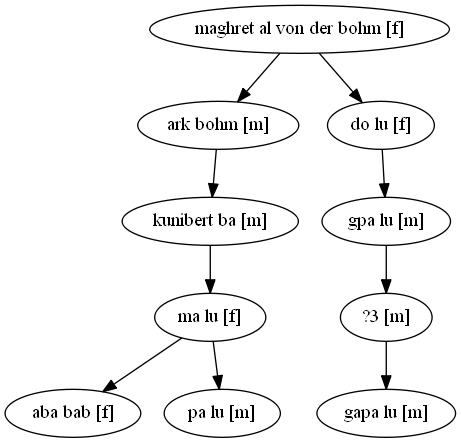 maghret al von der bohm [f]
ark bohm [m]
do lu [f]
kunibert ba [m]
gpa lu [m]
ma lu [f]
?3 [m]
aba bab [f]
pa lu [m]
gapa lu [m]